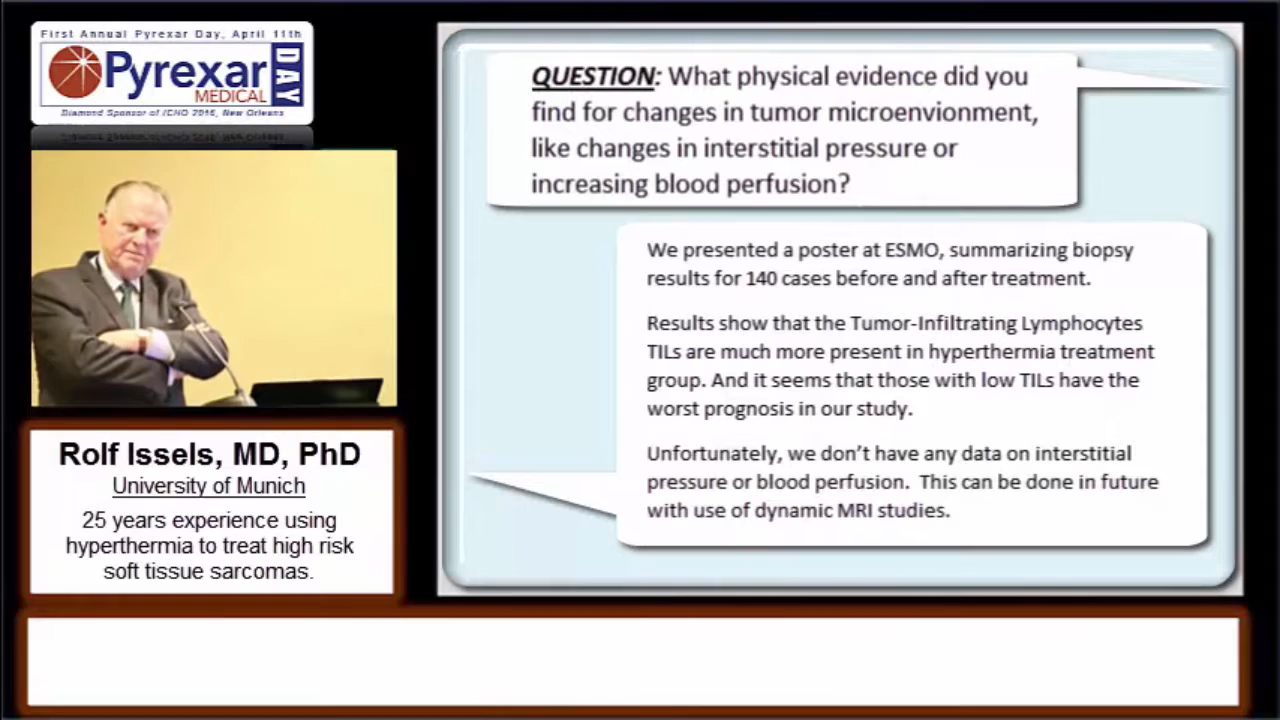 First Annual Pyrexar Day, April 11th
Pyrexar
MEDICAL
DAY
Diamond Sponsor of ICHO 2016, New Orleans
QUESTION: What physical evidence did you
find for changes in tumor microenvionment,
like changes in interstitial pressure or
increasing blood perfusion?
We presented a poster at ESMO, summarizing biopsy
results for 140 cases before and after treatment.
Results show that the Tumor-Infiltrating Lymphocytes
TILs are much more present in hyperthermia treatment
group. And it seems that those with low TILs have the
worst prognosis in our study.
Unfortunately, we don't have any data on interstitial
pressure or blood perfusion. This can be done in future
with use of dynamic MRI studies.
Rolf Issels, MD, PhD
University of Munich
25 years experience using
hyperthermia to treat high risk
soft tissue sarcomas.